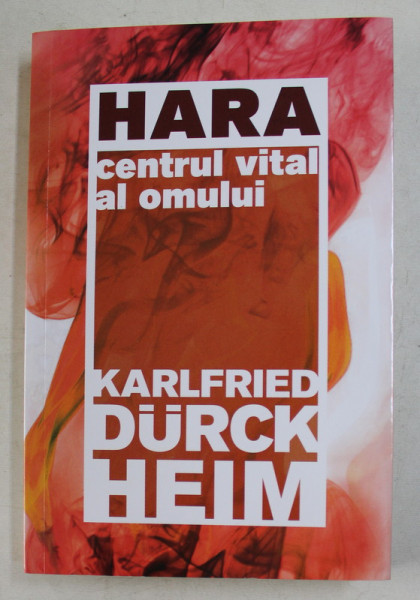 HARA
centrul vital
al omului
KARLFRIED
DÜRCK
HEIM